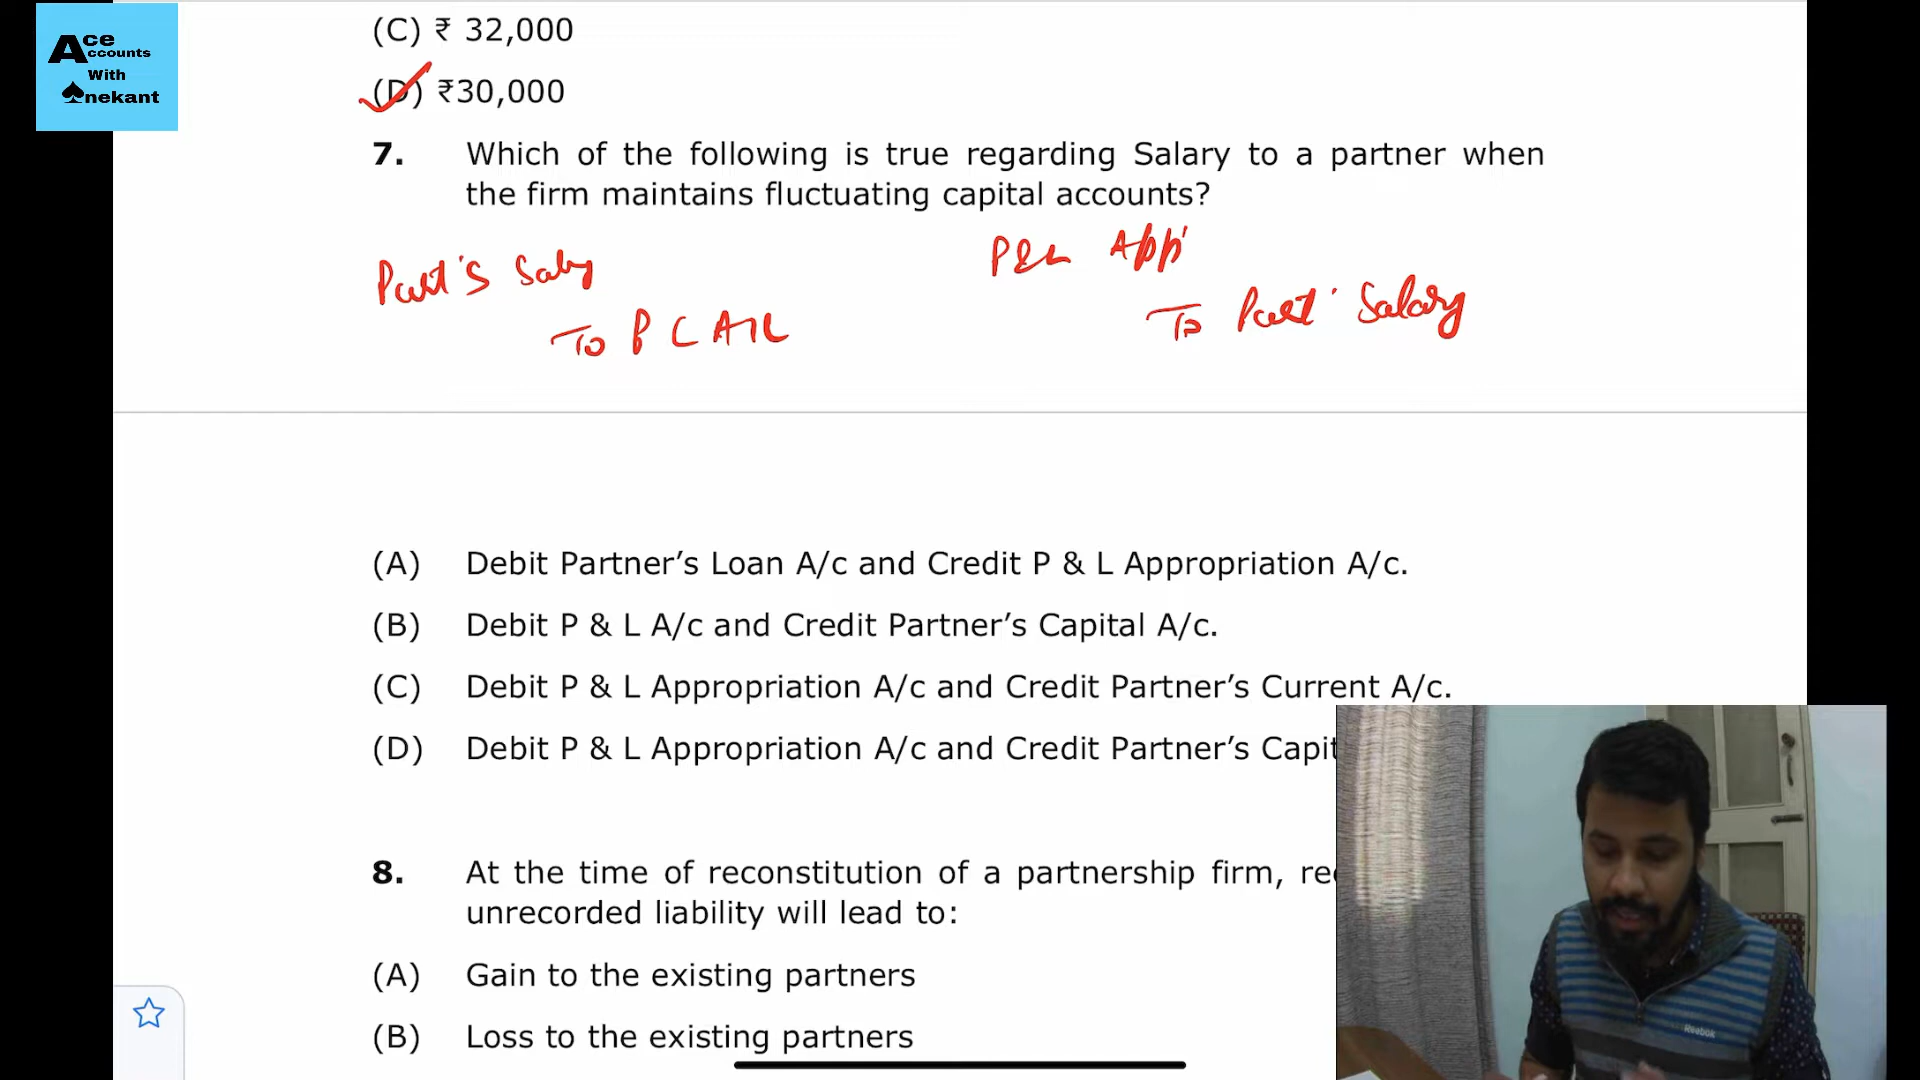 Ace
Accounts
With
Anekant
(C) ₹ 32,000
(D) ₹30,000
7. Which of the following is true regarding Salary to a partner when
the firm maintains fluctuating capital accounts?
P&L App
Part's Salary
To Part Salary
To P C A/C
(A) Debit Partner’s Loan A/c and Credit P & L Appropriation A/c.
(B) Debit P & L A/c and Credit Partner’s Capital A/c.
(C) Debit P & L Appropriation A/c and Credit Partner’s Current A/c.
(D) Debit P & L Appropriation A/c and Credit Partner’s Capit
8. At the time of reconstitution of a partnership firm, rec
unrecorded liability will lead to:
(A) Gain to the existing partners
(B) Loss to the existing partners
Reebok